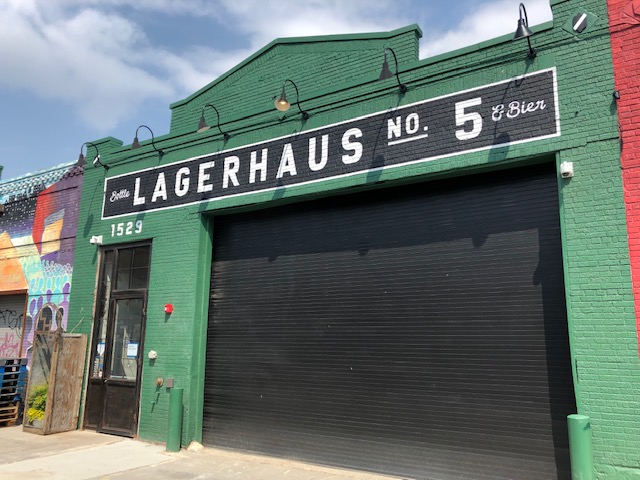 Bottle LAGERHAUS NO. 5 & Bier
1529